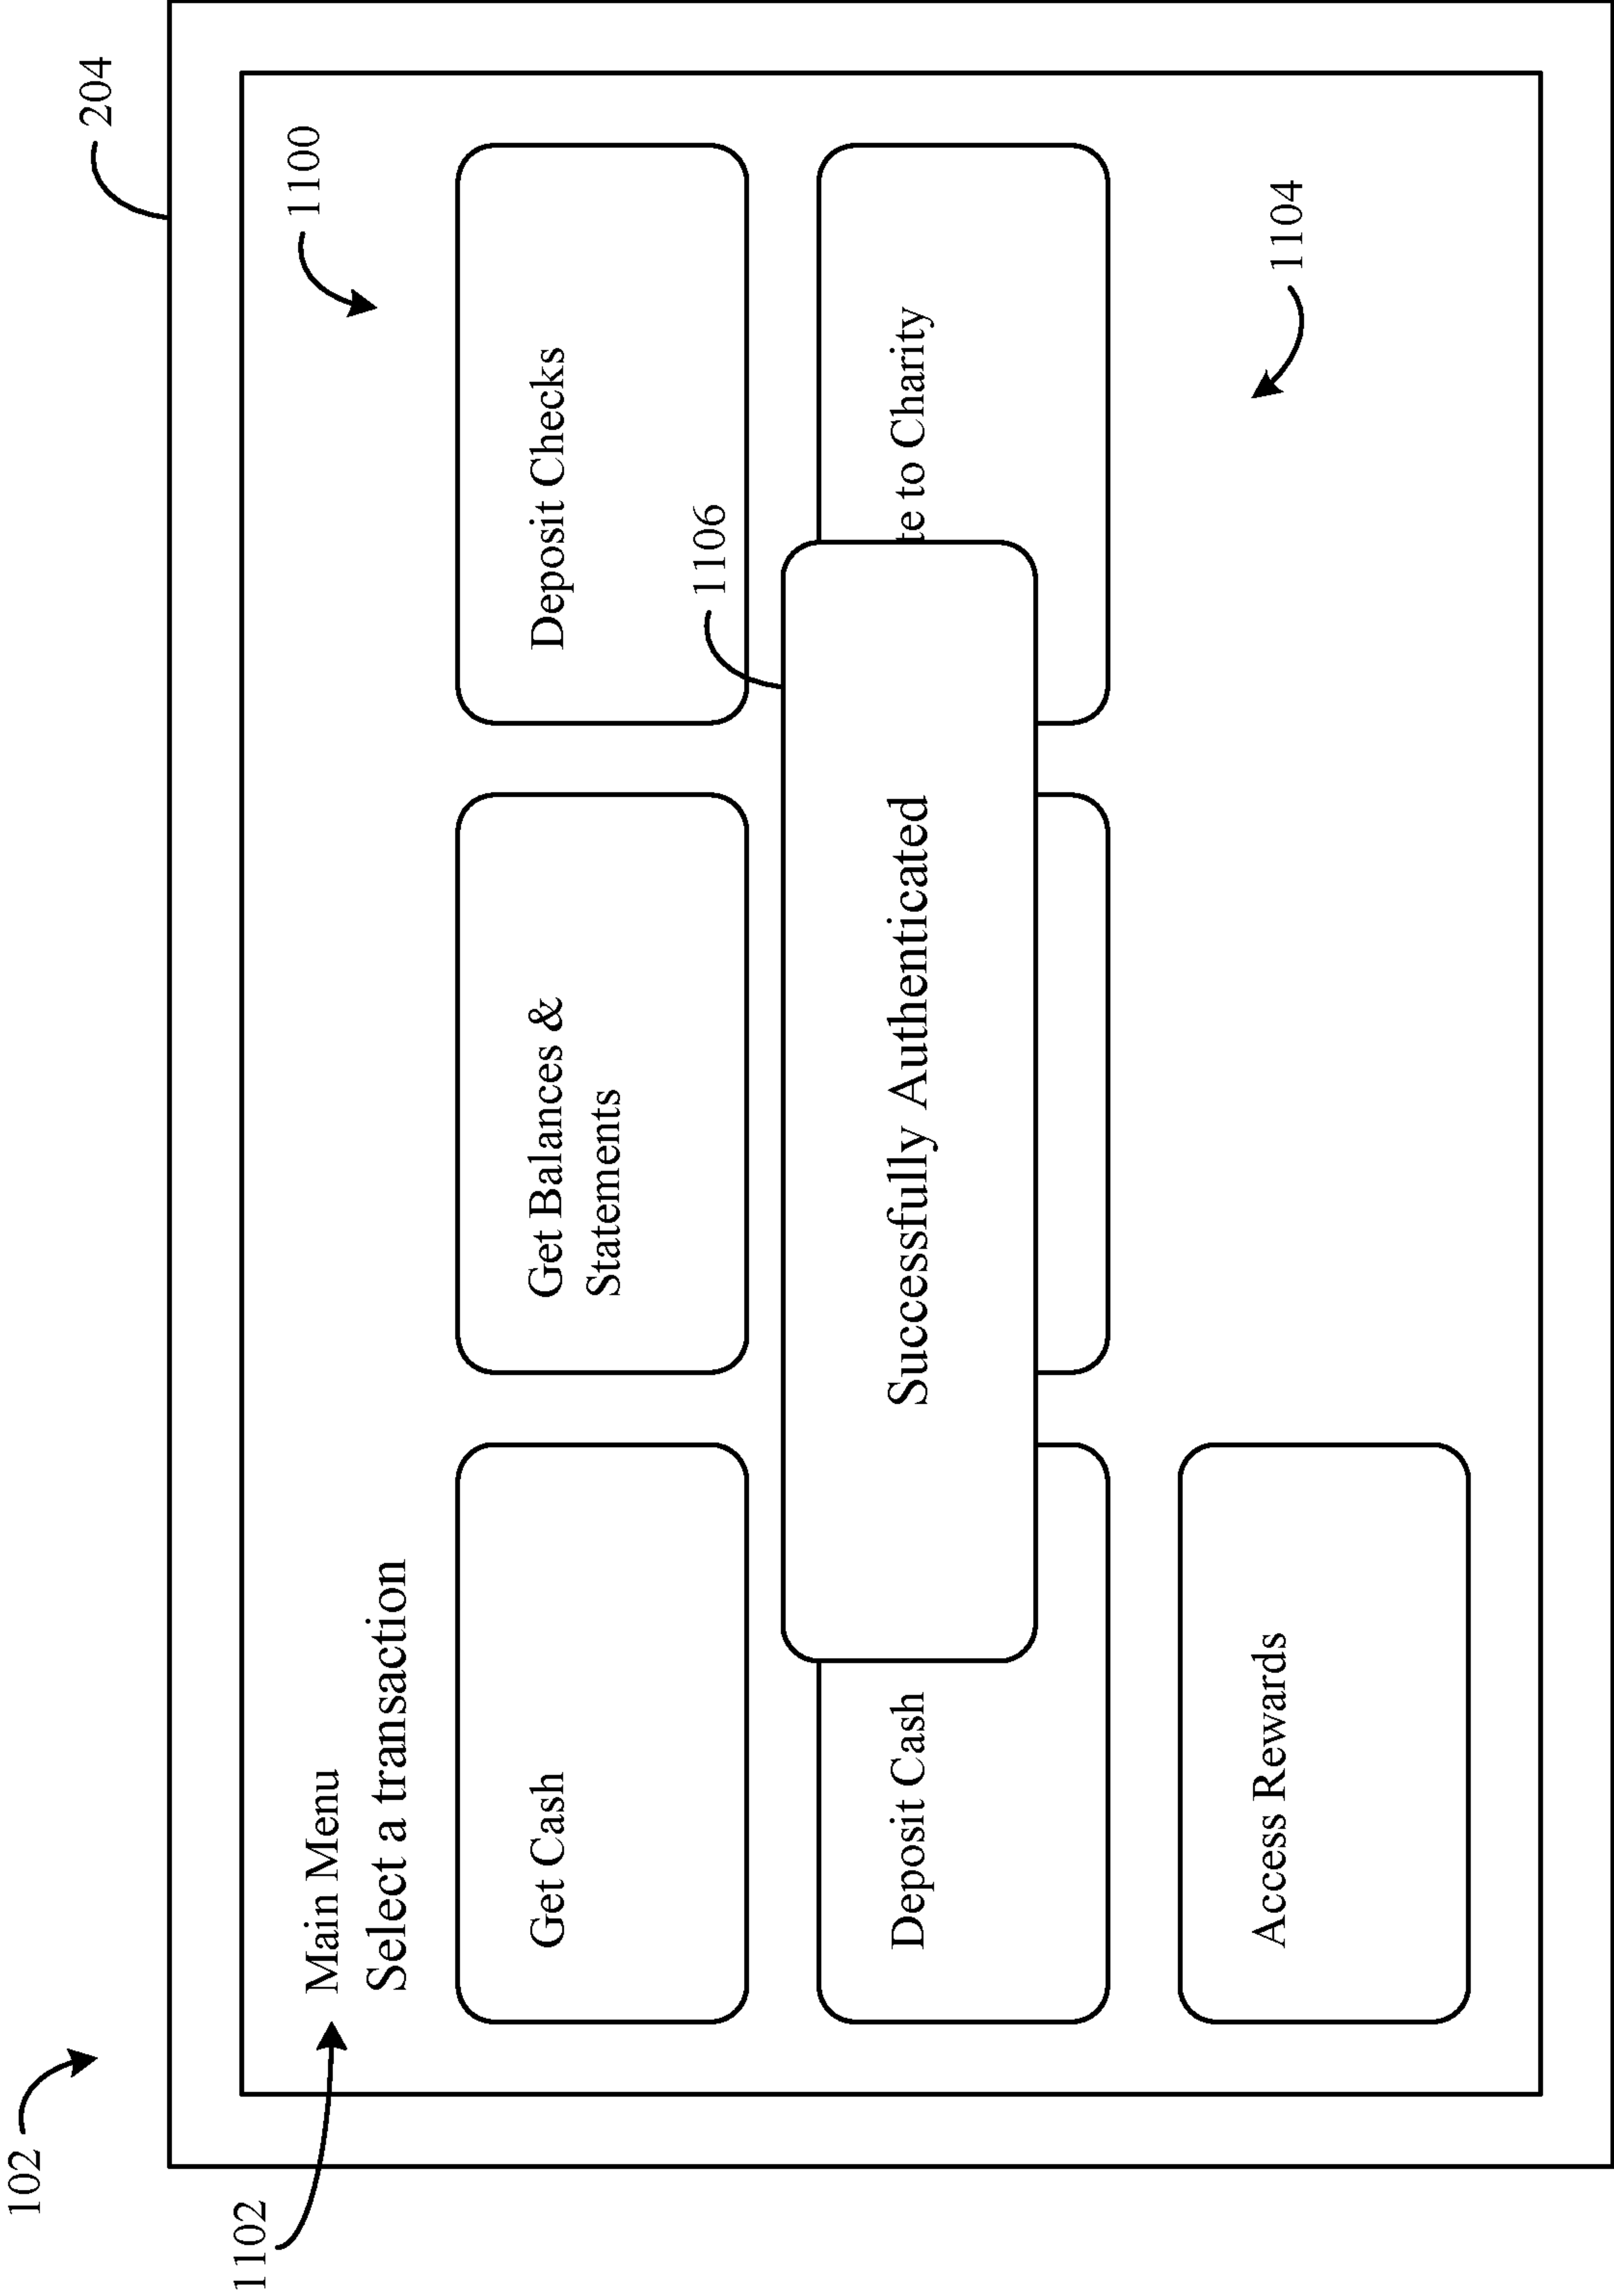 102
204
1102
Main Menu
1100
Select a transaction
Get Cash
Get Balances &
Statements
Deposit Checks
1106
Deposit Cash
Successfully Authenticated
te to Charity
Access Rewards
1104